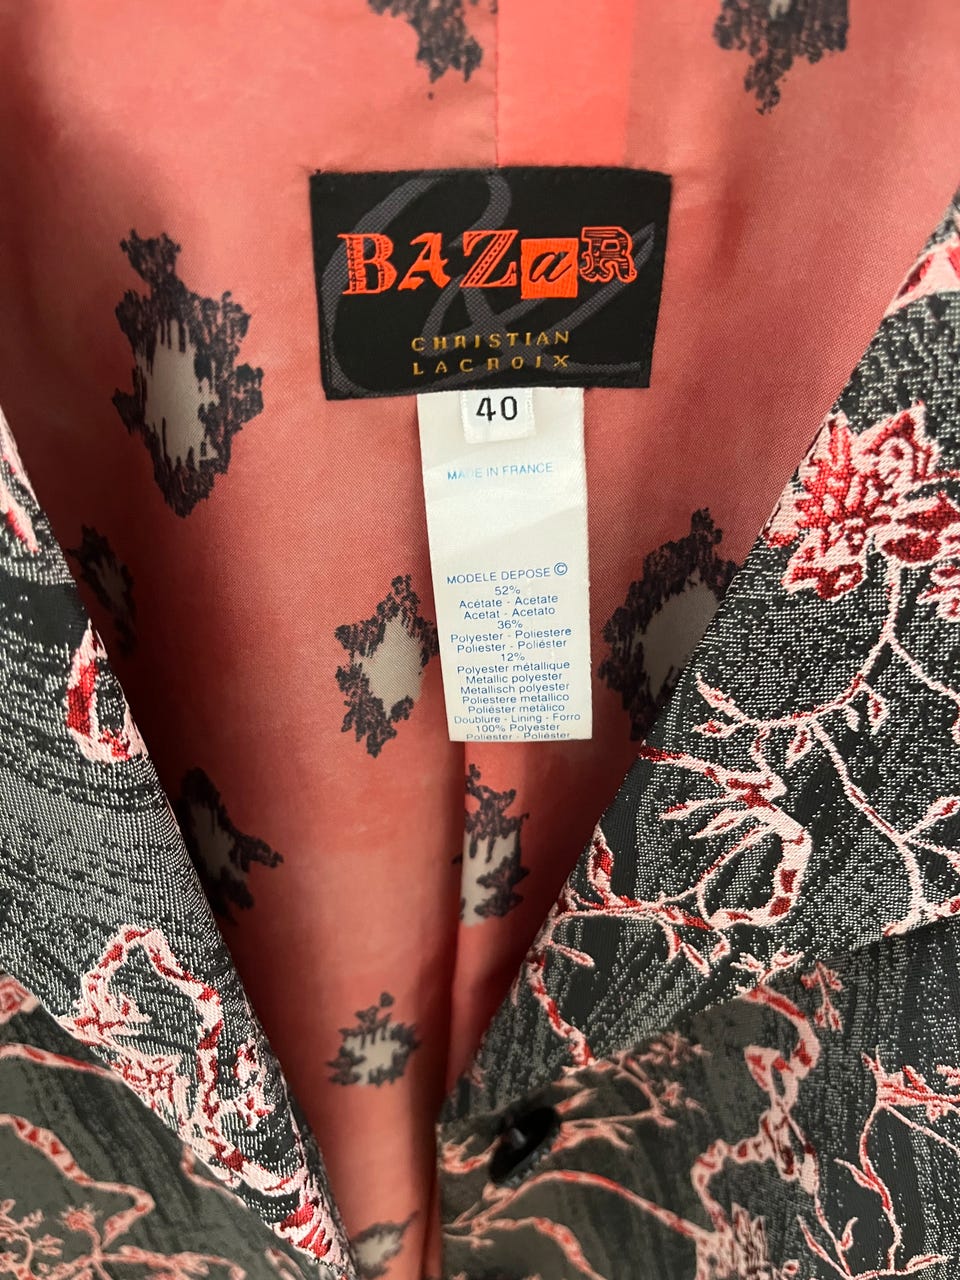 BAZaR
CHRISTIAN
LACROIX
40
MADE IN FRANCE
MODELE DEPOSE ©
52%
Acétate - Acetate
Acetat - Acetato
36%
Polyester - Poliestere
Poliester - Poliéster
12%
Polyester métallique
Metallic polyester
Metallisch polyester
Poliestere metallico
Poliéster metálico
Doublure - Lining - Forro
100% Polyester
Poliester - Poliéster